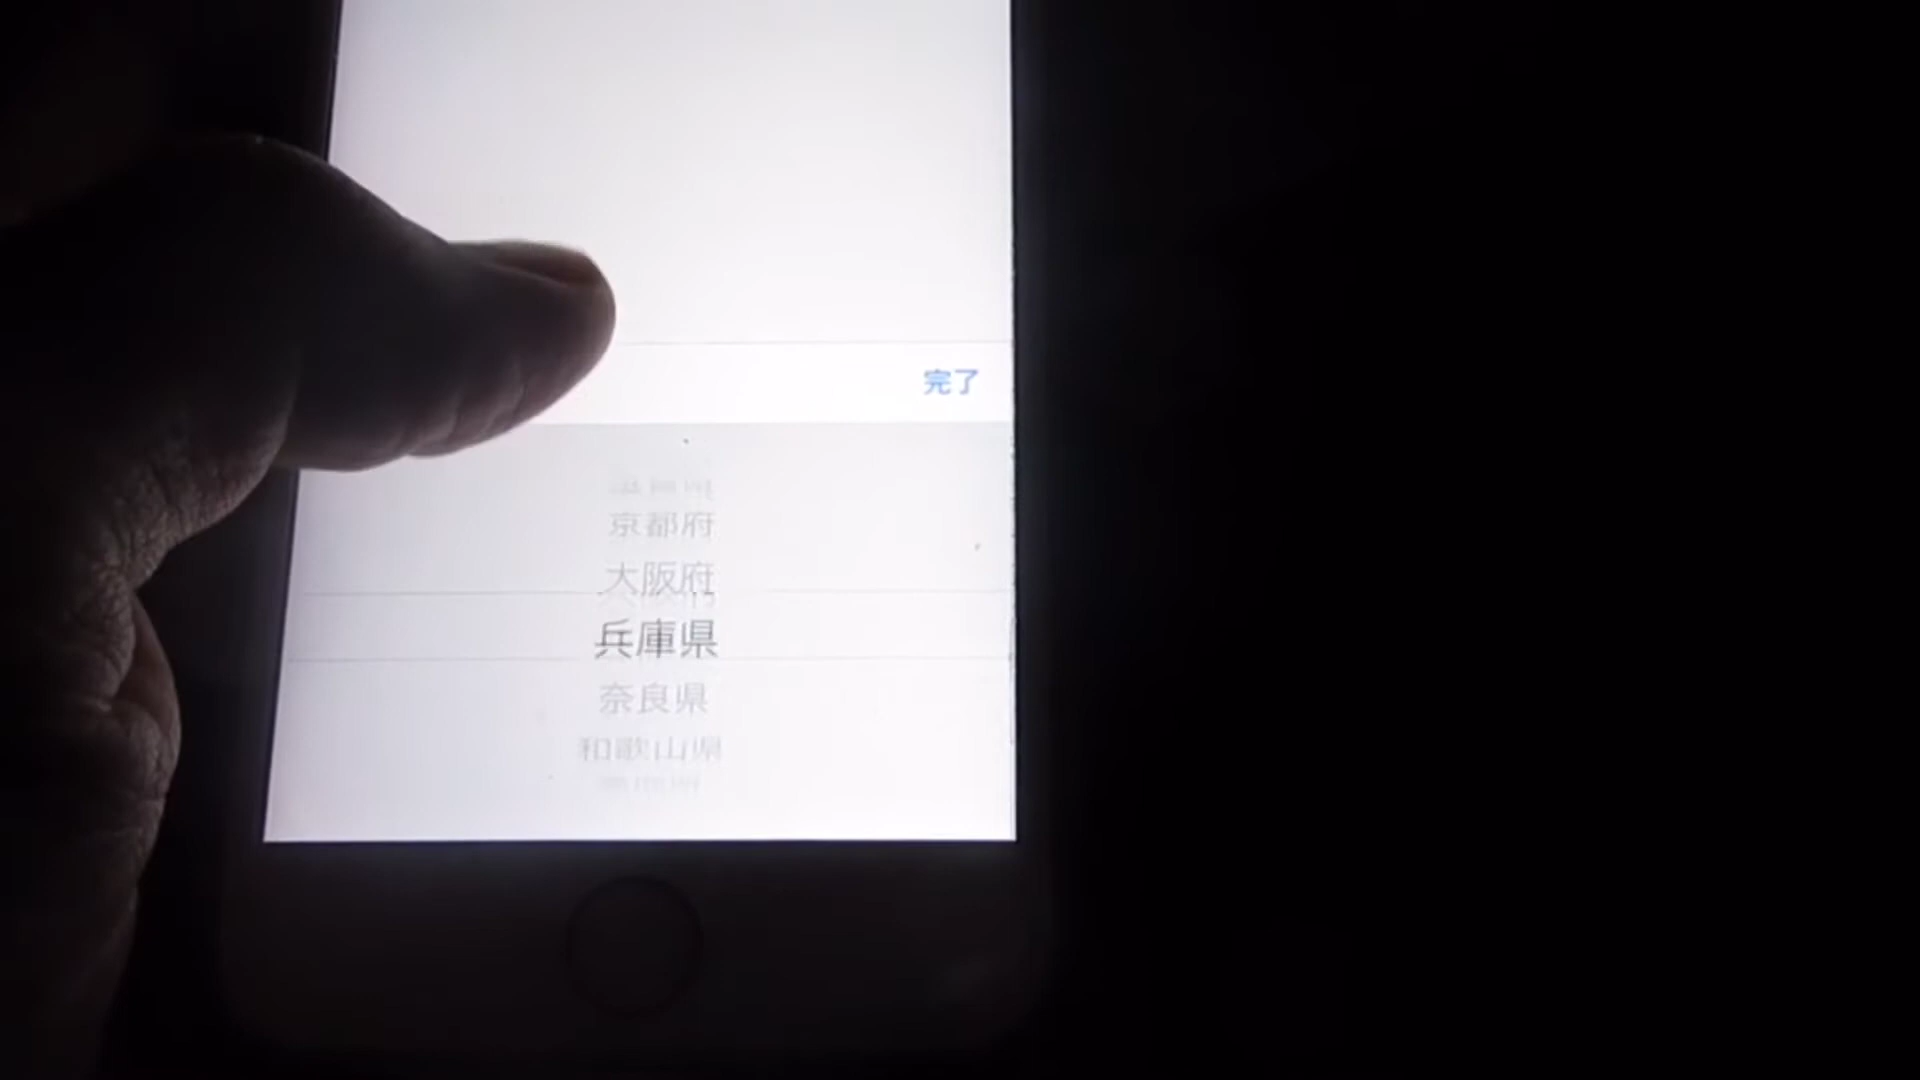 完了
京都府
大阪府
兵庫県
奈良県
和歌山県